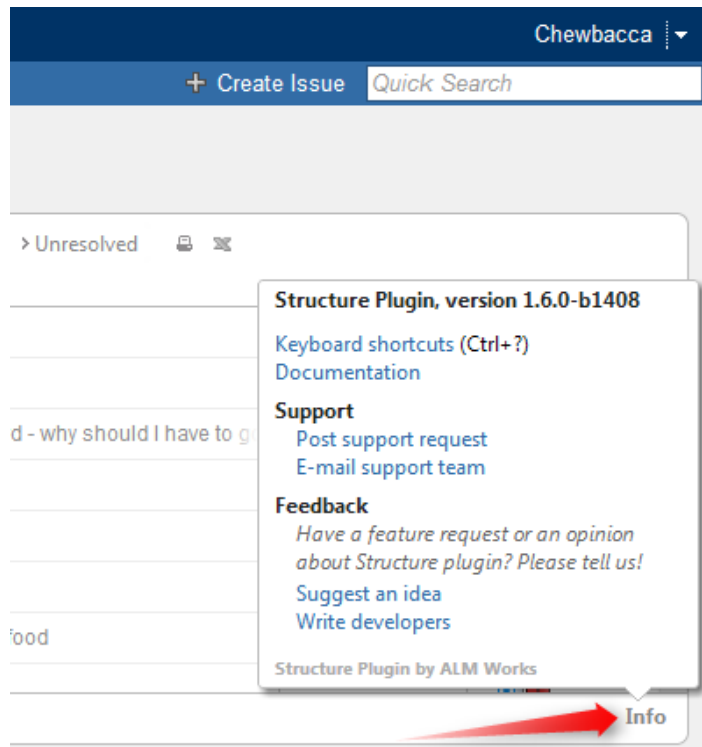 Chewbacca
Create Issue
Quick Search
Unresolved
Structure Plugin, version 1.6.0-b1408
Keyboard shortcuts (Ctrl+?)
Documentation
d - why should I have to
Support
Post support request
E-mail support team
Feedback
Have a feature request or an opinion
about Structure plugin? Please tell us!
Suggest an idea
Write developers
food
Structure Plugin by ALM Works
Info